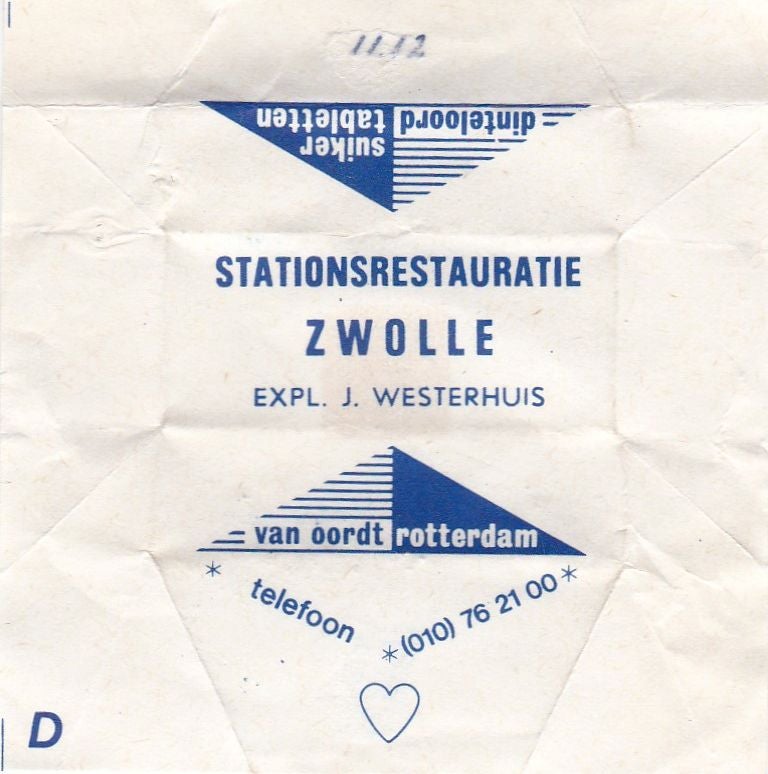 11.12
suiker
tabletten
dinteloord
STATIONSRESTAURATIE
ZWOLLE
EXPL. J. WESTERHUIS
van oordt rotterdam
* telefoon * (010) 76 21 00 *
D